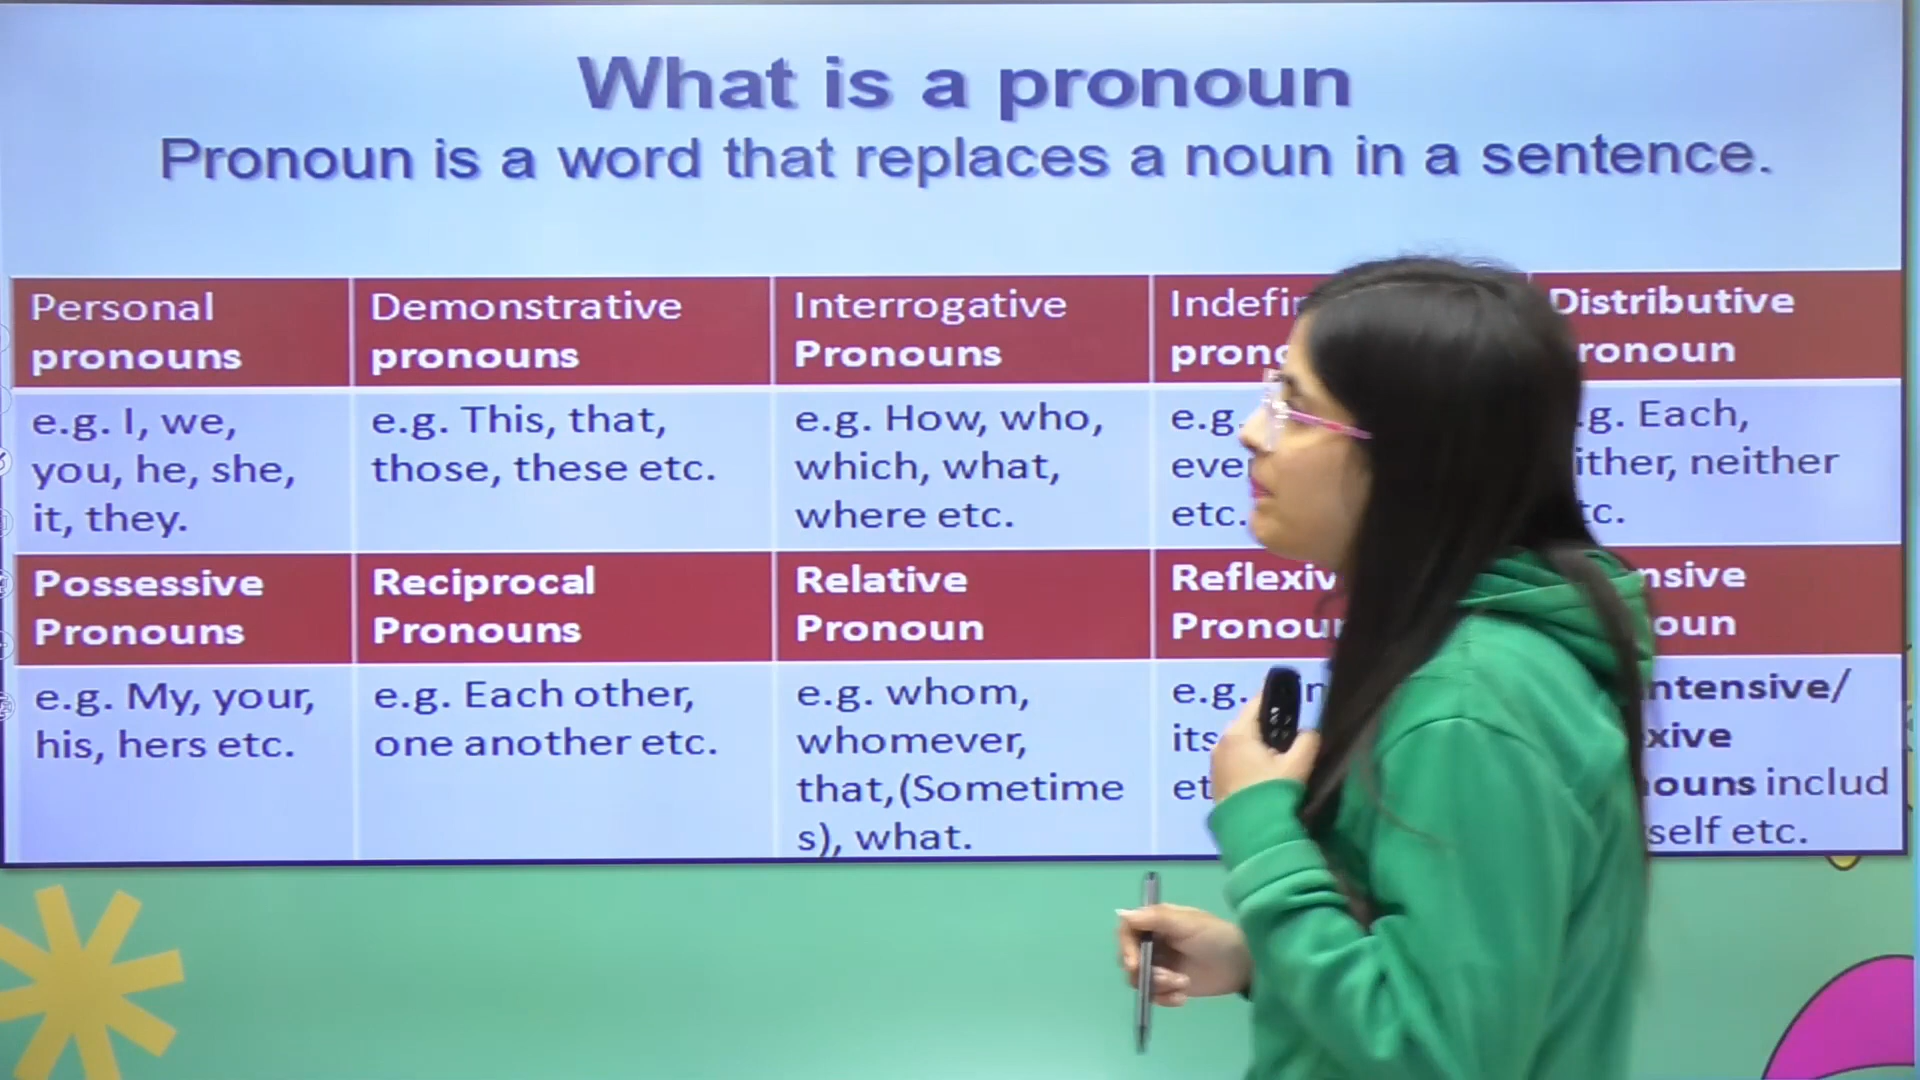 What is a pronoun
Pronoun is a word that replaces a noun in a sentence.
Personal
pronouns
Demonstrative
pronouns
Interrogative
Pronouns
Distributive
e.g. I, we,
you, he, she,
it, they.
e.g. This, that,
those, these etc.
e.g. How, who,
which, what,
where etc.
e.g.
etc.
Each,
neither
Possessive
Pronouns
Reciprocal
Pronouns
Relative
Pronoun
e.g. My, your,
his, hers etc.
e.g. Each other,
one another etc.
e.g. whom,
whomever,
that,(Sometime
s), what.
e.g.
includ
etc.